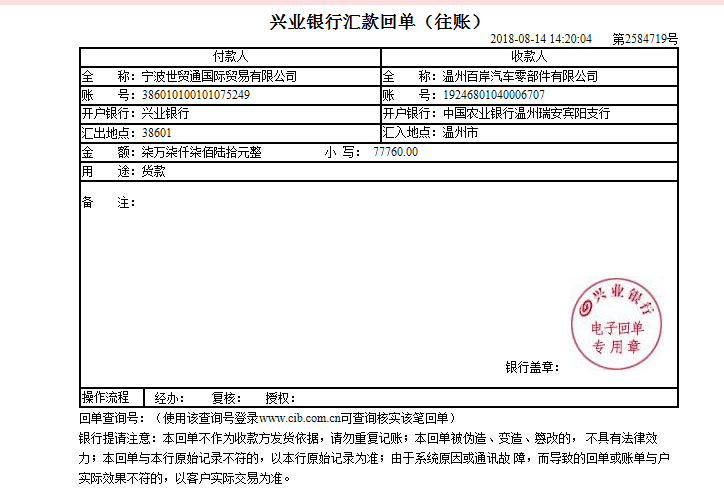 兴业银行汇款回单（往账）
2018-08-14 14:20:04 第2584719号
付款人 收款人
全 称：宁波世贸通国际贸易有限公司 全 称：温州百岸汽车零部件有限公司
账 号：386010100101075249 账 号：19246801040006707
开户银行：兴业银行 开户银行：中国农业银行温州瑞安宾阳支行
汇出地点：38601 汇入地点：温州市
金 额：柒万柒仟柒佰陆拾元整 小 写： 77760.00
用 途：货款
备 注：
兴业银行
电子回单
专用章
银行盖章：
操作流程 经办： 复核： 授权：
回单查询号：（使用该查询号登录www.cib.com.cn可查询核实该笔回单）
银行提请注意：本回单不作为收款方发货依据，请勿重复记账；本回单被伪造、变造、篡改的， 不具有法律效
力；本回单与本行原始记录不符的，以本行原始记录为准；由于系统原因或通讯故 障，而导致的回单或账单与户
实际效果不符的，以客户实际交易为准。